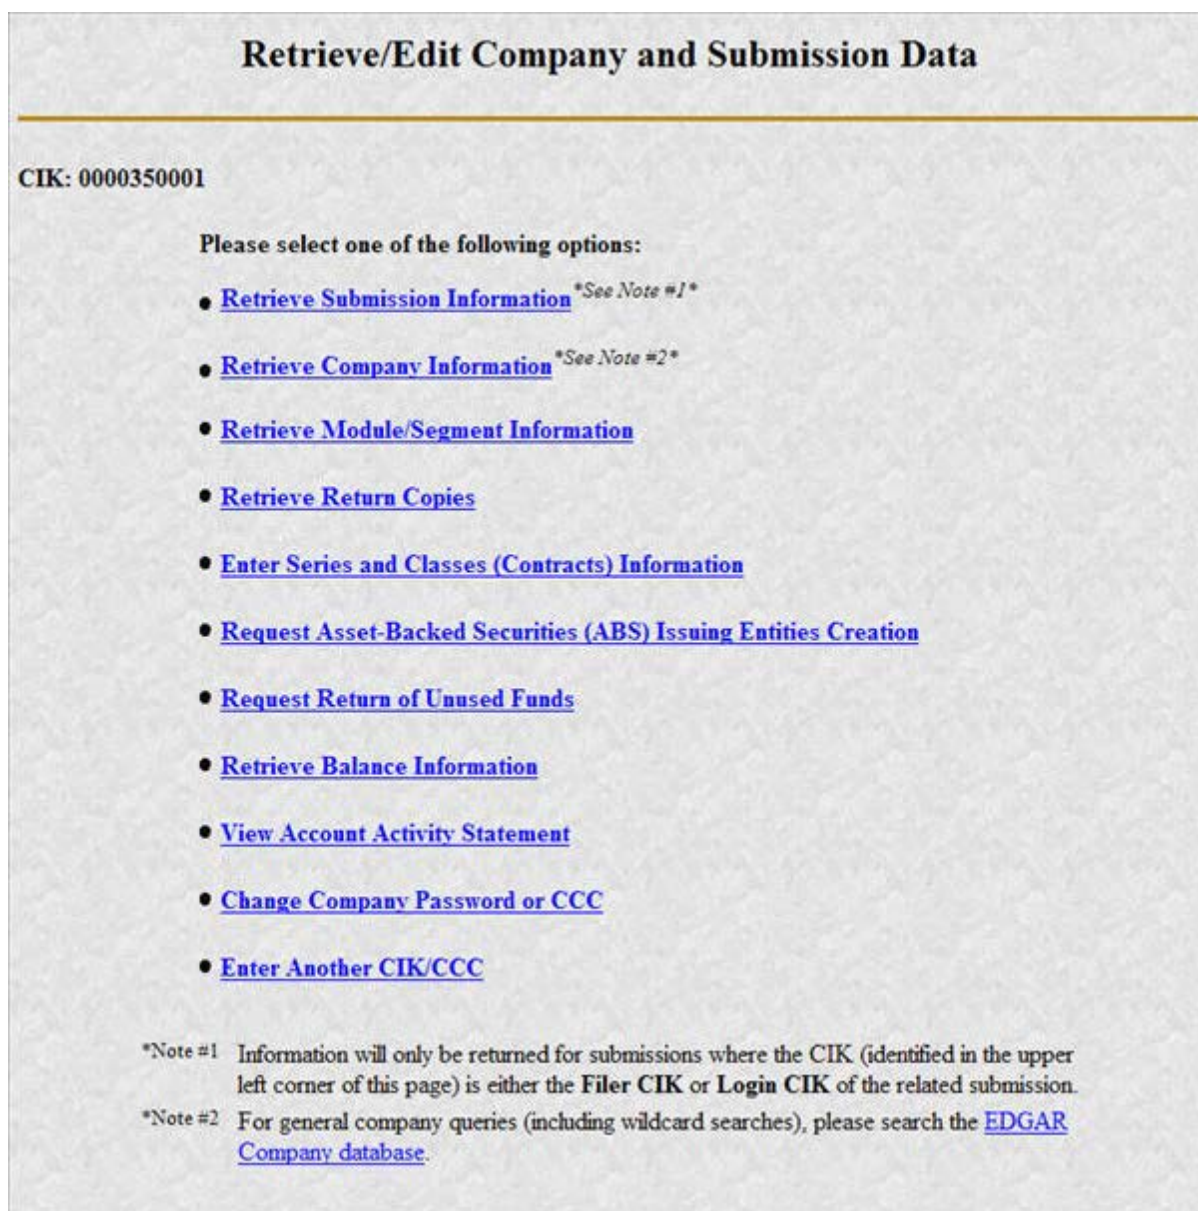 Retrieve/Edit Company and Submission Data
CIK: 0000350001
Please select one of the following options:
Retrieve Submission Information *See Note #1*
Retrieve Company Information *See Note #2*
Retrieve Module/Segment Information
Retrieve Return Copies
Enter Series and Classes (Contracts) Information
Request Asset-Backed Securities (ABS) Issuing Entities Creation
Request Return of Unused Funds
Retrieve Balance Information
View Account Activity Statement
Change Company Password or CCC
Enter Another CIK/CCC
*Note #1 Information will only be returned for submissions where the CIK (identified in the upper
left corner of this page) is either the Filer CIK or Login CIK of the related submission.
*Note #2 For general company queries (including wildcard searches), please search the EDGAR
Company database.